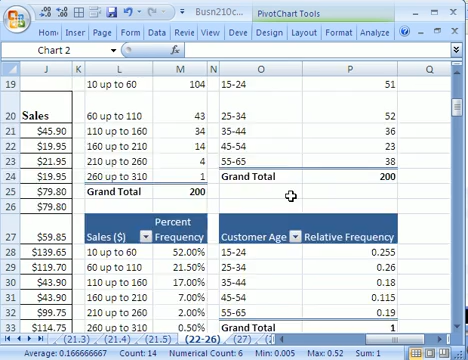 Busn210c... PivotChart Tools
Home Insert Page Form Data Revie View Dev Design Layout Format Analyze
Chart 2 fx
J K L M N O P Q
19 10 up to 60 104 15-24 51
20 Sales 60 up to 110 43 25-34 52
21 $45.90 110 up to 160 34 35-44 36
22 $19.95 160 up to 210 14 45-54 23
23 $21.95 210 up to 260 4 55-65 38
24 $19.95 260 up to 310 1 Grand Total 200
25 $79.80 Grand Total 200
26 $79.80
27 $59.85 Sales ($) Percent Frequency Customer Age Relative Frequency
28 $139.65 10 up to 60 52.00% 15-24 0.255
29 $119.70 60 up to 110 21.50% 25-34 0.26
30 $43.90 110 up to 160 17.00% 35-44 0.18
31 $43.90 160 up to 210 7.00% 45-54 0.115
32 $99.75 210 up to 260 2.00% 55-65 0.19
33 $114.75 260 up to 310 0.50% Grand Total 1
(21.3) (21.4) (21.5) (22-26) (27) (2
Average: 0.166666667 Count: 14 Numerical Count: 6 Min: 0.005 Max: 0.52 Sum: 1